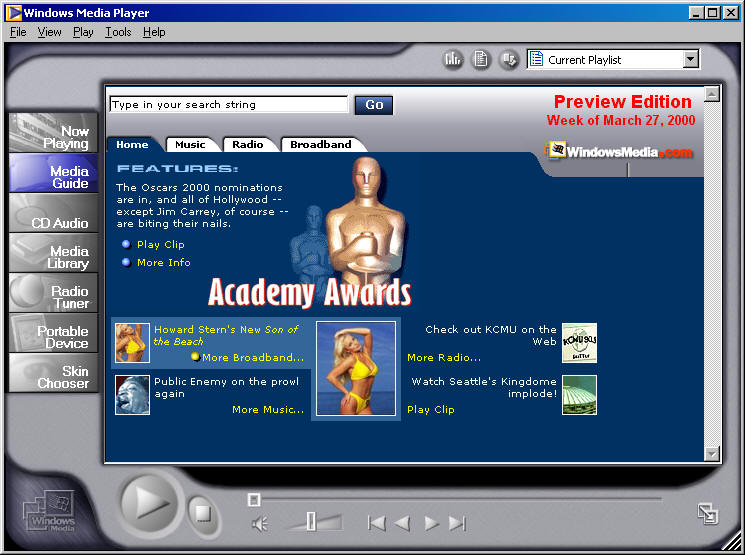 Windows Media Player
File View Play Tools Help
Current Playlist
Type in your search string
Go
Preview Edition
Week of March 27, 2000
WindowsMedia.com
Home Music Radio Broadband
Now
Playing
Media
Guide
CD Audio
Media
Library
Radio
Tuner
Portable
Device
Skin
Chooser
FEATURES:
The Oscars 2000 nominations
are in, and all of Hollywood --
except Jim Carrey, of course --
are biting their nails.
Play Clip
More Info
Academy Awards
Howard Stern's New Son of
the Beach
More Broadband...
Public Enemy on the prowl
again
More Music...
Check out KCMU on the
Web
More Radio...
KCMU 90.3
Watch Seattle's Kingdome
implode!
Play Clip
Windows
Media